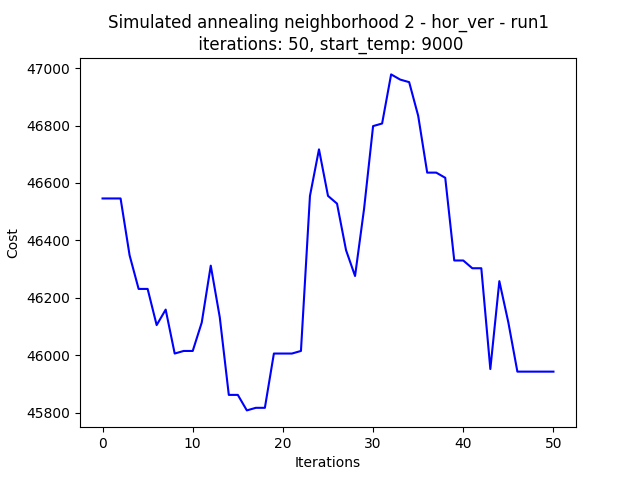 Simulated annealing neighborhood 2 - hor_ver - run1
iterations: 50, start_temp: 9000
47000
46800
46600
46400
46200
46000
45800
Cost
0 10 20 30 40 50
Iterations